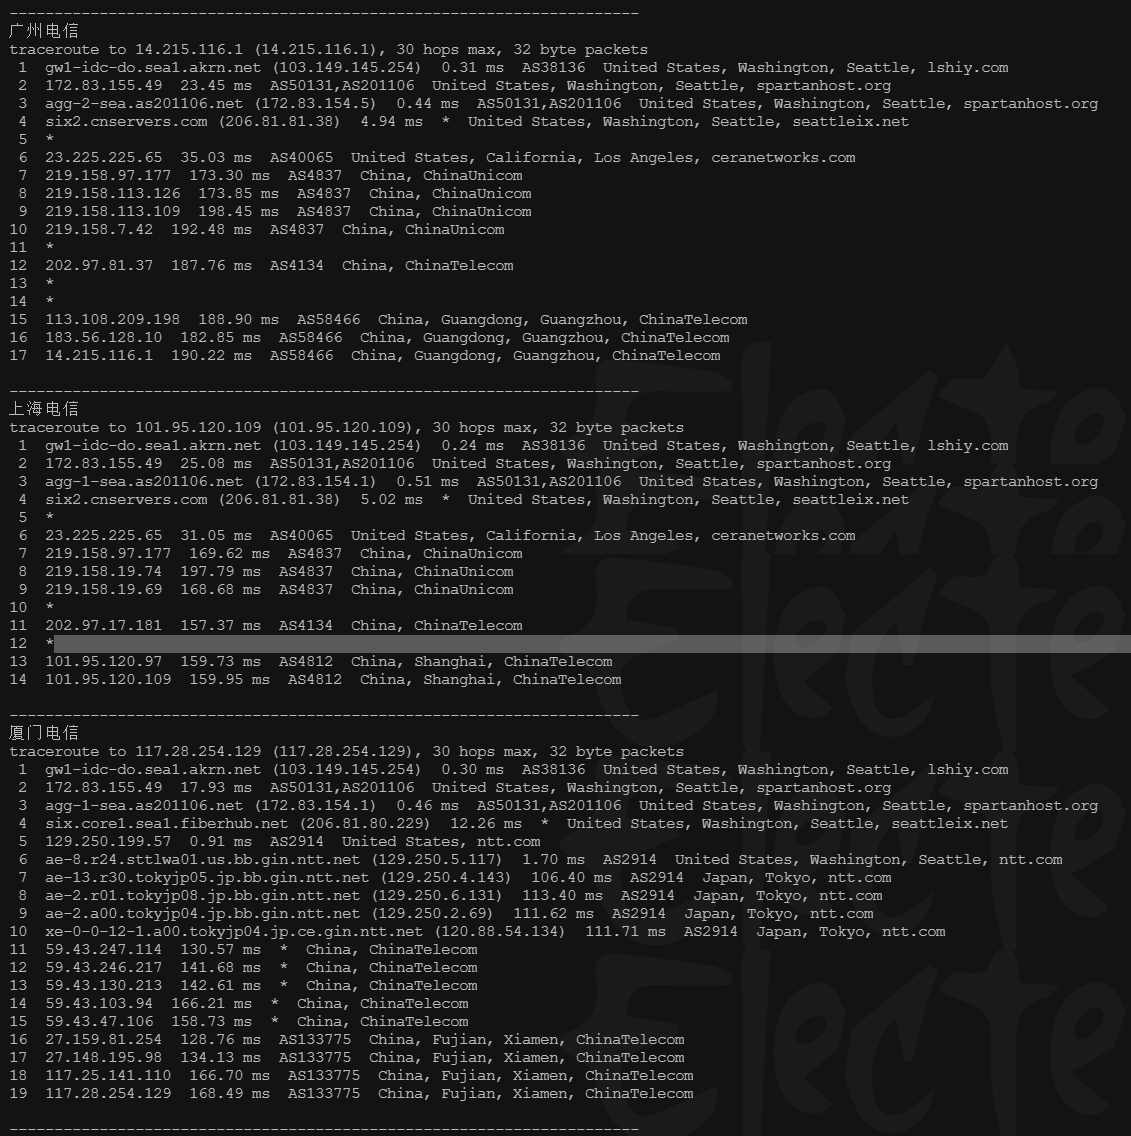 ----------------------------------------------------------------------
广州电信
traceroute to 14.215.116.1 (14.215.116.1), 30 hops max, 32 byte packets
 1  gw1-idc-do.sea1.akrn.net (103.149.145.254)  0.31 ms  AS38136  United States, Washington, Seattle, lshiy.com
 2  172.83.155.49  23.45 ms  AS50131,AS201106  United States, Washington, Seattle, spartanhost.org
 3  agg-2-sea.as201106.net (172.83.154.5)  0.44 ms  AS50131,AS201106  United States, Washington, Seattle, spartanhost.org
 4  six2.cnservers.com (206.81.81.38)  4.94 ms  *  United States, Washington, Seattle, seattleix.net
 5  *
 6  23.225.225.65  35.03 ms  AS40065  United States, California, Los Angeles, ceranetworks.com
 7  219.158.97.177  173.30 ms  AS4837  China, ChinaUnicom
 8  219.158.113.126  173.85 ms  AS4837  China, ChinaUnicom
 9  219.158.113.109  198.45 ms  AS4837  China, ChinaUnicom
10  219.158.7.42  192.48 ms  AS4837  China, ChinaUnicom
11  *
12  202.97.81.37  187.76 ms  AS4134  China, ChinaTelecom
13  *
14  *
15  113.108.209.198  188.90 ms  AS58466  China, Guangdong, Guangzhou, ChinaTelecom
16  183.56.128.10  182.85 ms  AS58466  China, Guangdong, Guangzhou, ChinaTelecom
17  14.215.116.1  190.22 ms  AS58466  China, Guangdong, Guangzhou, ChinaTelecom
----------------------------------------------------------------------
上海电信
traceroute to 101.95.120.109 (101.95.120.109), 30 hops max, 32 byte packets
 1  gw1-idc-do.sea1.akrn.net (103.149.145.254)  0.24 ms  AS38136  United States, Washington, Seattle, lshiy.com
 2  172.83.155.49  25.08 ms  AS50131,AS201106  United States, Washington, Seattle, spartanhost.org
 3  agg-1-sea.as201106.net (172.83.154.1)  0.51 ms  AS50131,AS201106  United States, Washington, Seattle, spartanhost.org
 4  six2.cnservers.com (206.81.81.38)  5.02 ms  *  United States, Washington, Seattle, seattleix.net
 5  *
 6  23.225.225.65  31.05 ms  AS40065  United States, California, Los Angeles, ceranetworks.com
 7  219.158.97.177  169.62 ms  AS4837  China, ChinaUnicom
 8  219.158.19.74  197.79 ms  AS4837  China, ChinaUnicom
 9  219.158.19.69  168.68 ms  AS4837  China, ChinaUnicom
10  *
11  202.97.17.181  157.37 ms  AS4134  China, ChinaTelecom
12  *
13  101.95.120.97  159.73 ms  AS4812  China, Shanghai, ChinaTelecom
14  101.95.120.109  159.95 ms  AS4812  China, Shanghai, ChinaTelecom
----------------------------------------------------------------------
厦门电信
traceroute to 117.28.254.129 (117.28.254.129), 30 hops max, 32 byte packets
 1  gw1-idc-do.sea1.akrn.net (103.149.145.254)  0.30 ms  AS38136  United States, Washington, Seattle, lshiy.com
 2  172.83.155.49  17.93 ms  AS50131,AS201106  United States, Washington, Seattle, spartanhost.org
 3  agg-1-sea.as201106.net (172.83.154.1)  0.46 ms  AS50131,AS201106  United States, Washington, Seattle, spartanhost.org
 4  six.core1.sea1.fiberhub.net (206.81.80.229)  12.26 ms  *  United States, Washington, Seattle, seattleix.net
 5  129.250.199.57  0.91 ms  AS2914  United States, ntt.com
 6  ae-8.r24.sttlwa01.us.bb.gin.ntt.net (129.250.5.117)  1.70 ms  AS2914  United States, Washington, Seattle, ntt.com
 7  ae-13.r30.tokyjp05.jp.bb.gin.ntt.net (129.250.4.143)  106.40 ms  AS2914  Japan, Tokyo, ntt.com
 8  ae-2.r01.tokyjp08.jp.bb.gin.ntt.net (129.250.6.131)  113.40 ms  AS2914  Japan, Tokyo, ntt.com
 9  ae-2.a00.tokyjp04.jp.bb.gin.ntt.net (129.250.2.69)  111.62 ms  AS2914  Japan, Tokyo, ntt.com
10  xe-0-0-12-1.a00.tokyjp04.jp.ce.gin.ntt.net (120.88.54.134)  111.71 ms  AS2914  Japan, Tokyo, ntt.com
11  59.43.247.114  130.57 ms  *  China, ChinaTelecom
12  59.43.246.217  141.68 ms  *  China, ChinaTelecom
13  59.43.130.213  142.61 ms  *  China, ChinaTelecom
14  59.43.103.94  166.21 ms  *  China, ChinaTelecom
15  59.43.47.106  158.73 ms  *  China, ChinaTelecom
16  27.159.81.254  128.76 ms  AS133775  China, Fujian, Xiamen, ChinaTelecom
17  27.148.195.98  134.13 ms  AS133775  China, Fujian, Xiamen, ChinaTelecom
18  117.25.141.110  166.70 ms  AS133775  China, Fujian, Xiamen, ChinaTelecom
19  117.28.254.129  168.49 ms  AS133775  China, Fujian, Xiamen, ChinaTelecom
----------------------------------------------------------------------